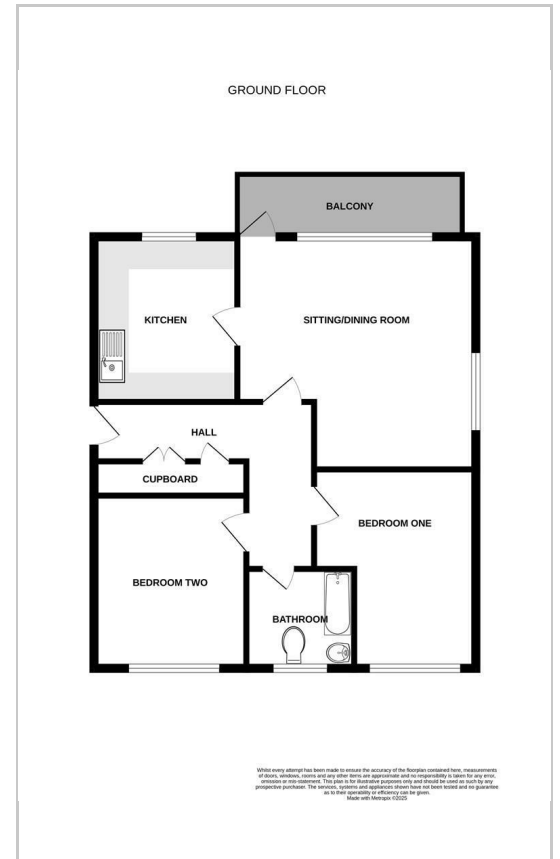 GROUND FLOOR
BALCONY
KITCHEN
SITTING/DINING ROOM
HALL
CUPBOARD
BEDROOM ONE
BEDROOM TWO
BATHROOM
Whilst every attempt has been made to ensure the accuracy of the floorplan contained here, measurements
of doors, windows, rooms and any other items are approximate and no responsibility is taken for any error,
omission or mis-statement. This plan is for illustrative purposes only and should be used as such by any
prospective purchaser. The services, systems and appliances shown have not been tested and no guarantee
as to their operability or efficiency can be given.
Made with Metropix ©2025